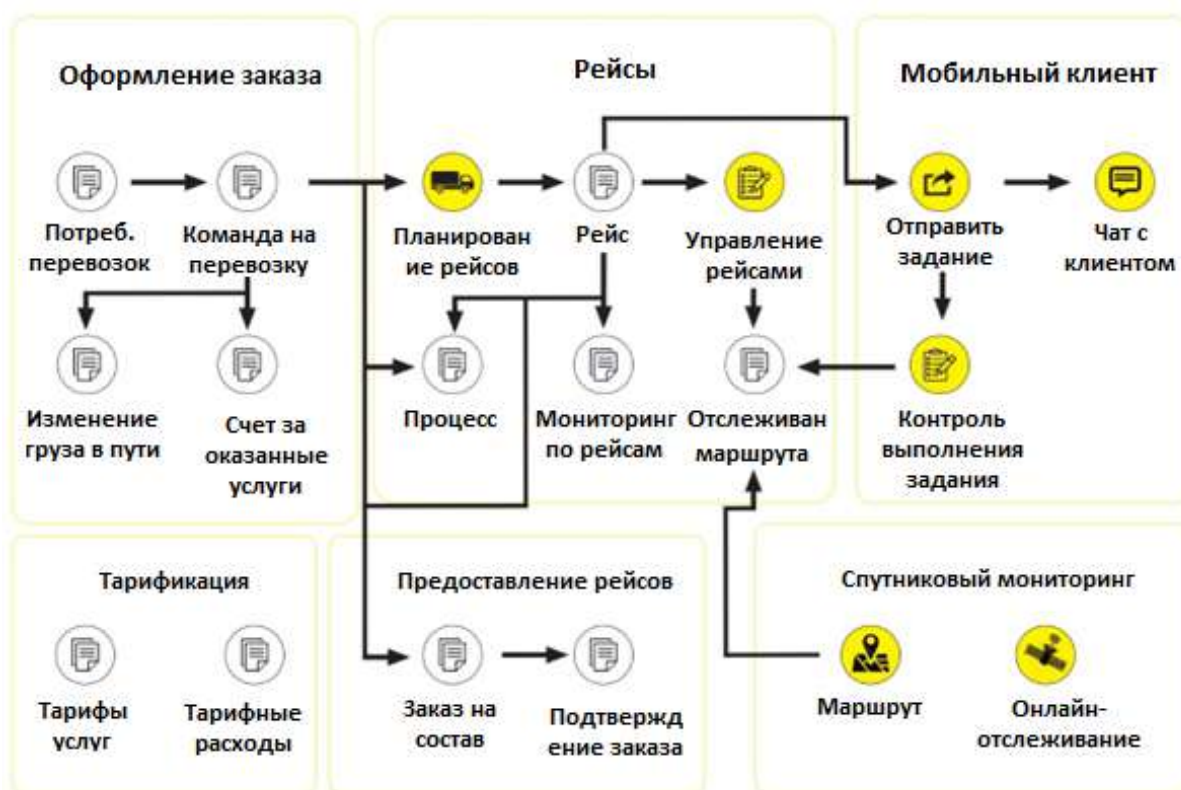 Оформление заказа
Потреб.
перевозок
Команда на
перевозку
Изменение
груза в пути
Счет за
оказанные
услуги
Рейсы
Планирован
ие рейсов
Рейс
Управление
рейсами
Процесс
Мониторинг
по рейсам
Отслеживан
маршрута
Мобильный клиент
Отправить
задание
Чат с
клиентом
Контроль
выполнения
задания
Тарификация
Тарифы
услуг
Тарифные
расходы
Предоставление рейсов
Заказ на
состав
Подтвержд
ение заказа
Спутниковый мониторинг
Маршрут
Онлайн-
отслеживание